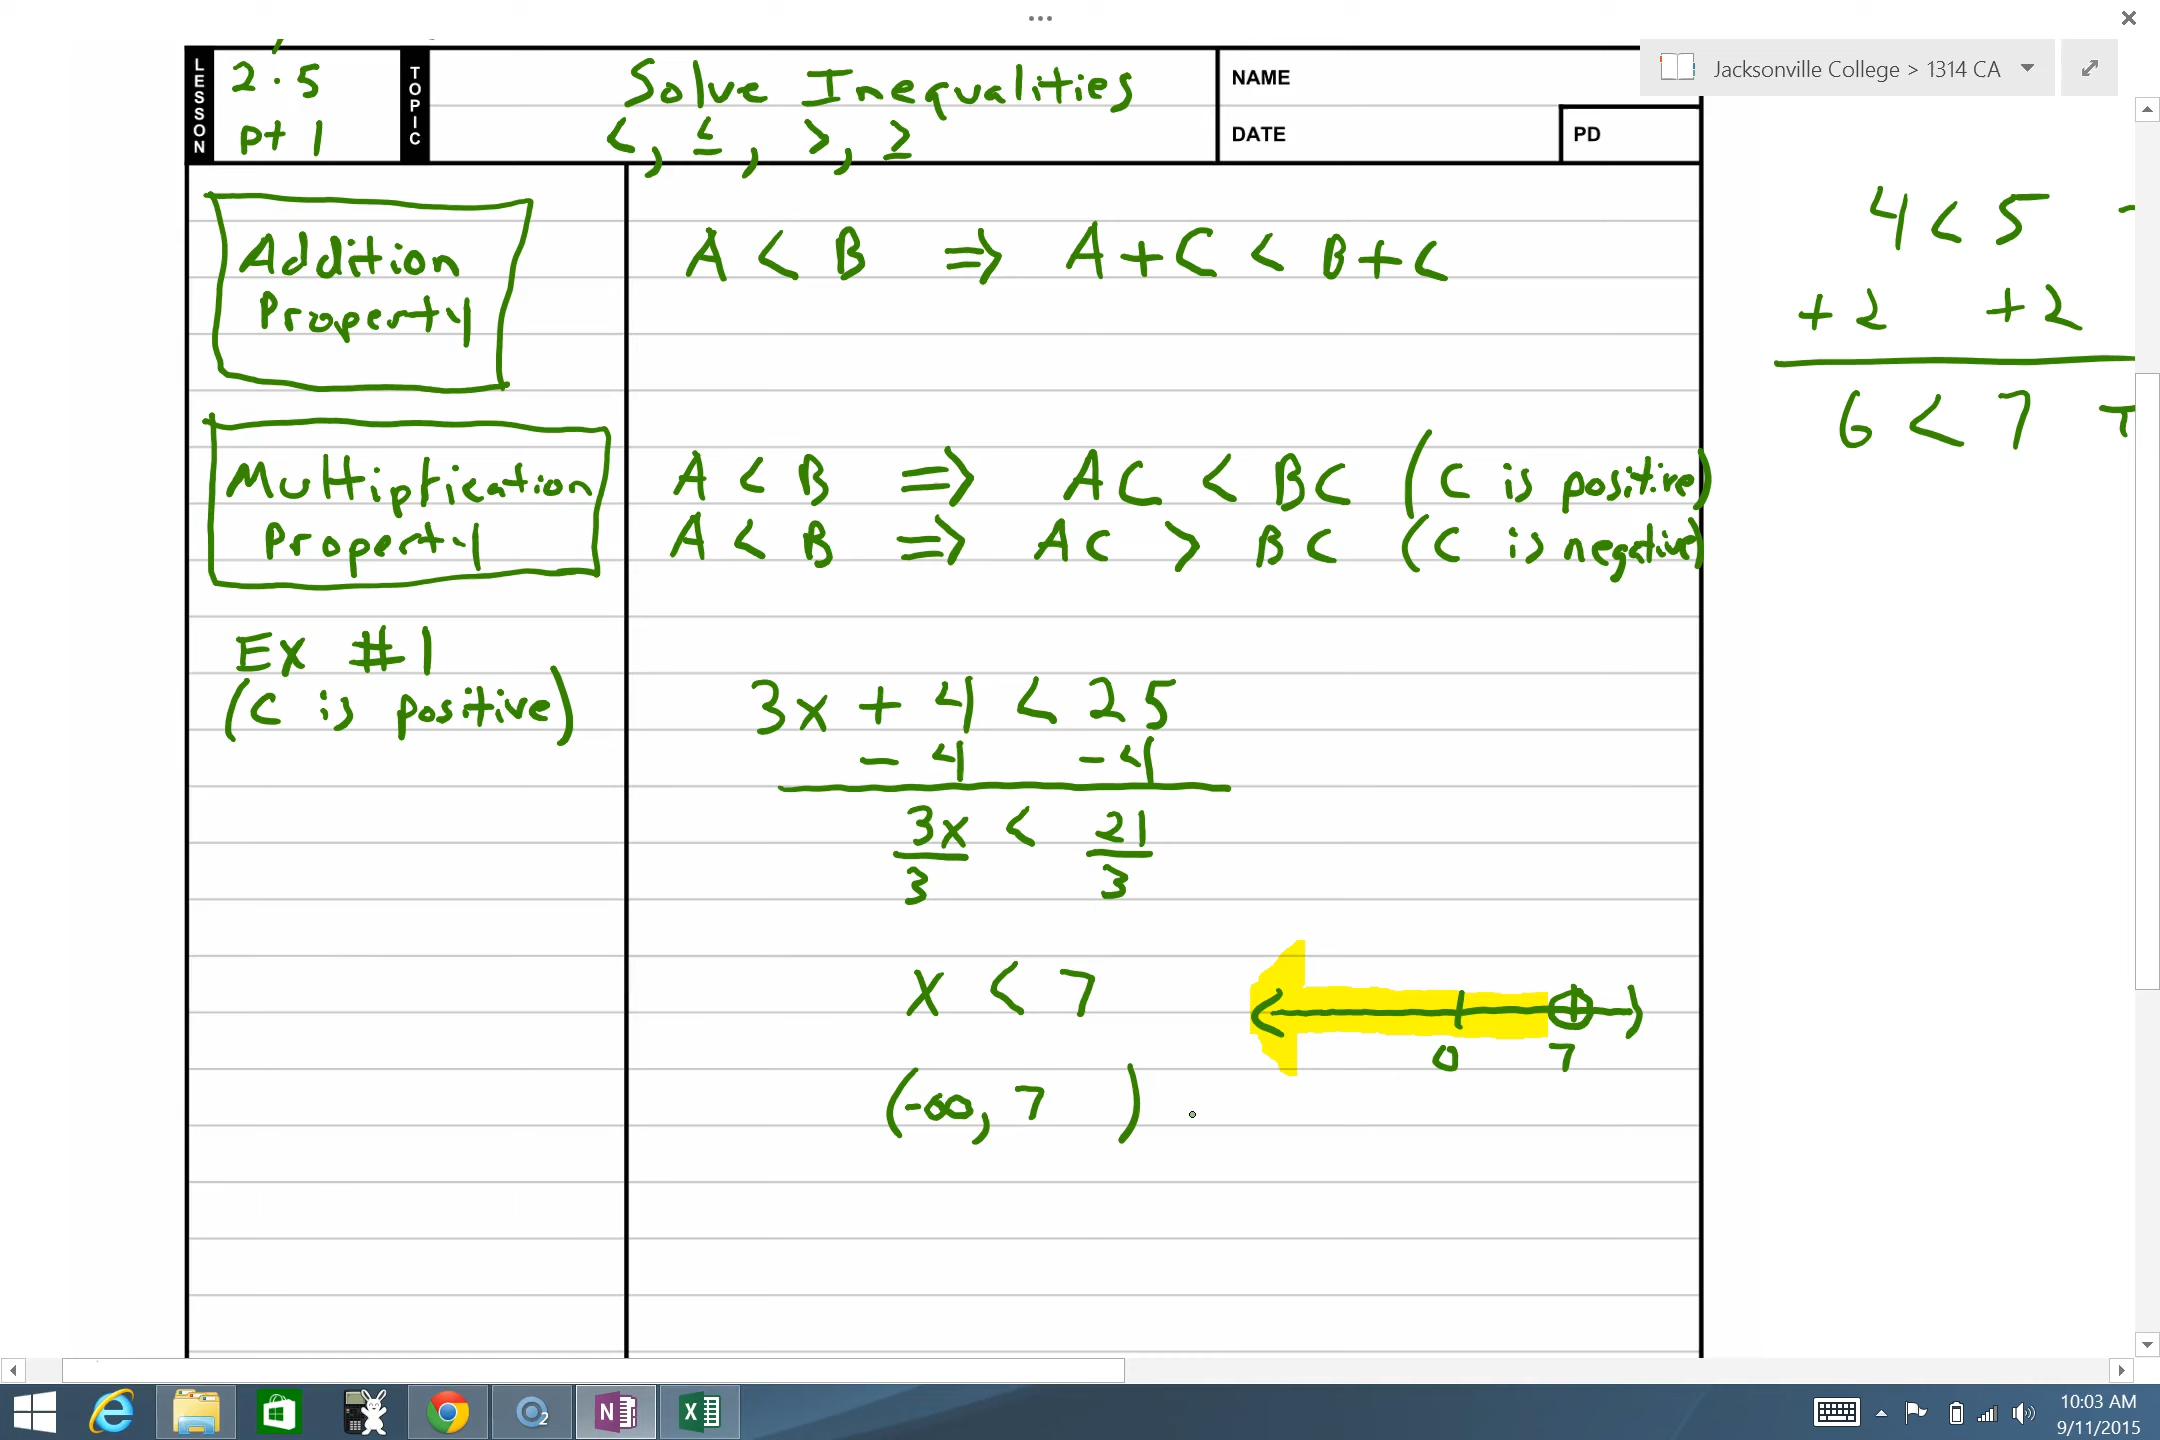 Jacksonville College > 1314 CA
LESSON
2.5
pt 1
TOPIC
Solve Inequalities
<, ≤, >, ≥
NAME
DATE
PD
Addition
Property
A < B ⇒ A+C < B+C
4 < 5
+2 +2
6 < 7
Multiplication
Property
A < B ⇒ AC < BC (C is positive)
A < B ⇒ AC > BC (C is negative)
Ex #1
(C is positive)
3x + 4 < 25
- 4 - 4
3x < 21
3 3
x < 7
0 7
(-∞, 7 )
10:03 AM
9/11/2015